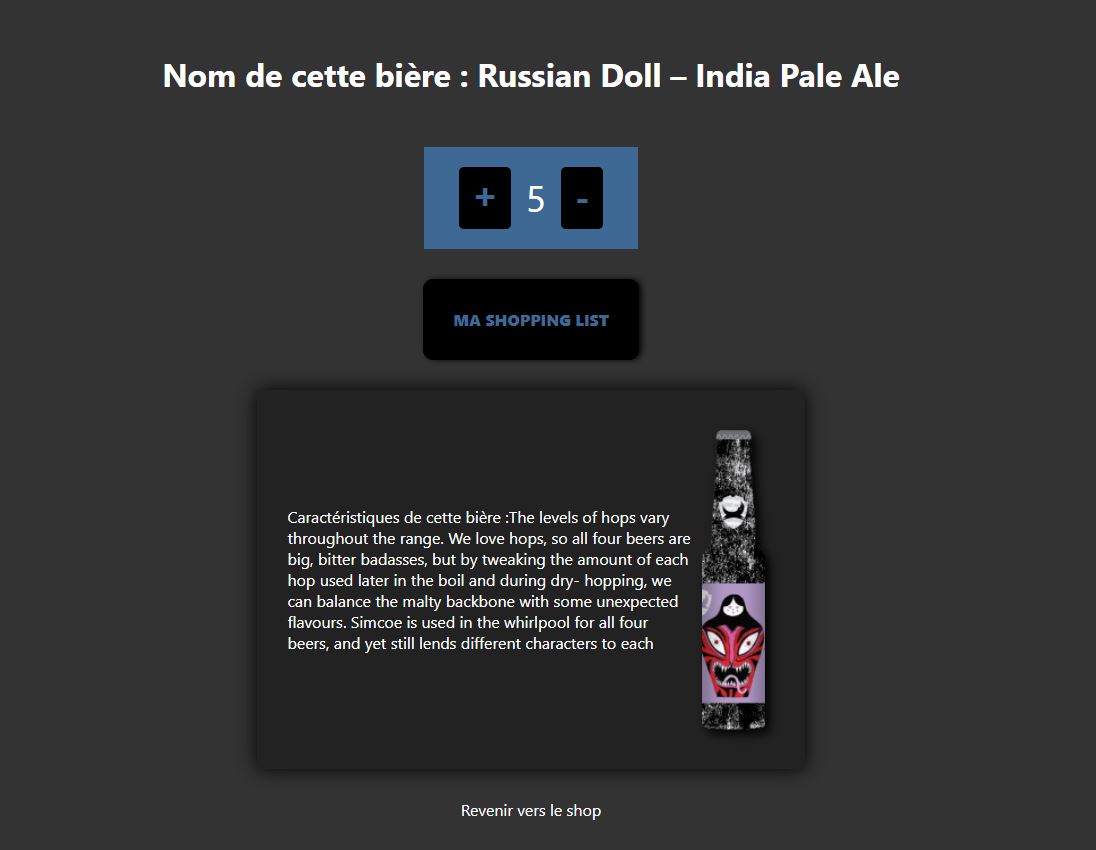 Nom de cette bière : Russian Doll – India Pale Ale
+ 5 -
MA SHOPPING LIST
Caractéristiques de cette bière :The levels of hops vary
throughout the range. We love hops, so all four beers are
big, bitter badasses, but by tweaking the amount of each
hop used later in the boil and during dry- hopping, we
can balance the malty backbone with some unexpected
flavours. Simcoe is used in the whirlpool for all four
beers, and yet still lends different characters to each
Revenir vers le shop